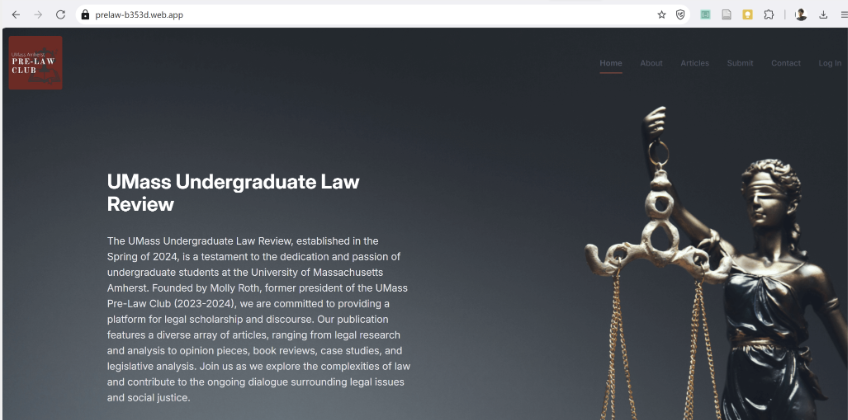 prelaw-b353d.web.app
UMass Amherst
PRE-LAW
CLUB
Home About Articles Submit Contact Log In
UMass Undergraduate Law
Review
The UMass Undergraduate Law Review, established in the
Spring of 2024, is a testament to the dedication and passion of
undergraduate students at the University of Massachusetts
Amherst. Founded by Molly Roth, former president of the UMass
Pre-Law Club (2023-2024), we are committed to providing a
platform for legal scholarship and discourse. Our publication
features a diverse array of articles, ranging from legal research
and analysis to opinion pieces, book reviews, case studies, and
legislative analysis. Join us as we explore the complexities of law
and contribute to the ongoing dialogue surrounding legal issues
and social justice.